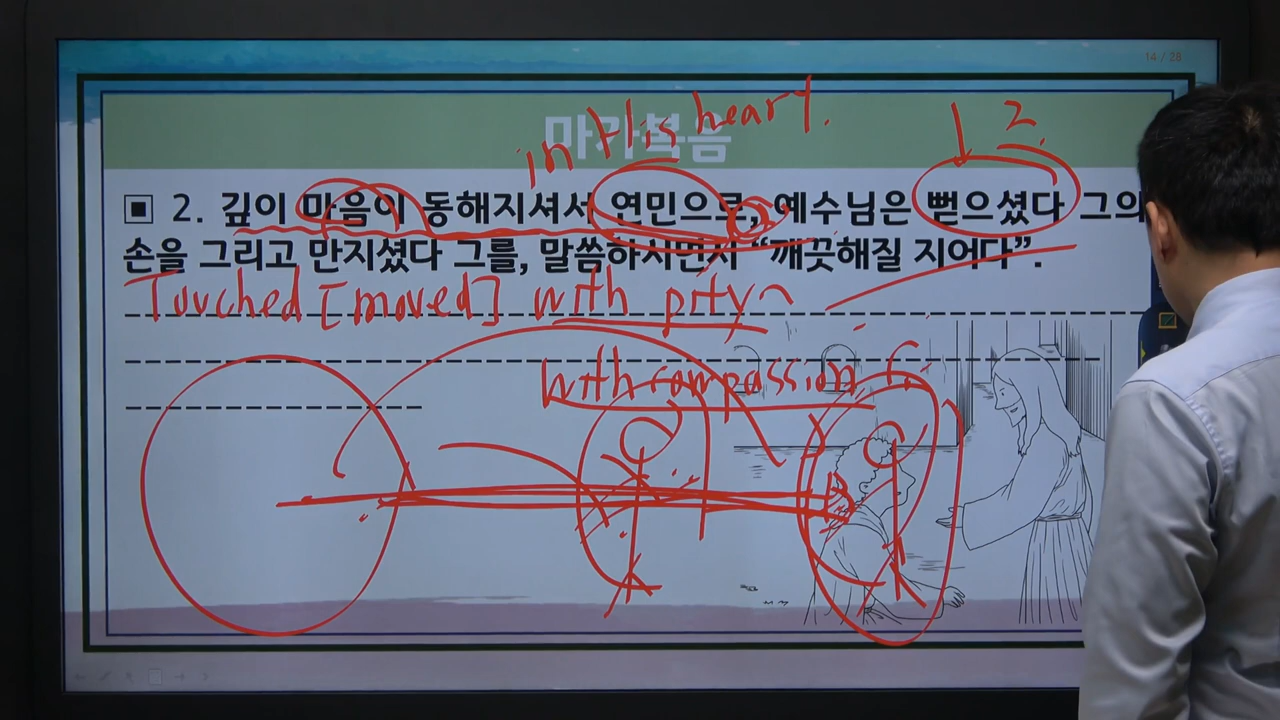 14 / 28
마가복음
in His heart.
2.
▣ 2. 깊이 마음이 동해지셔서 연민으로, 예수님은 뻗으셨다 그의
손을 그리고 만지셨다 그를, 말씀하시면서 “깨끗해질 지어다”.
Touched [moved] with pity
with compassion